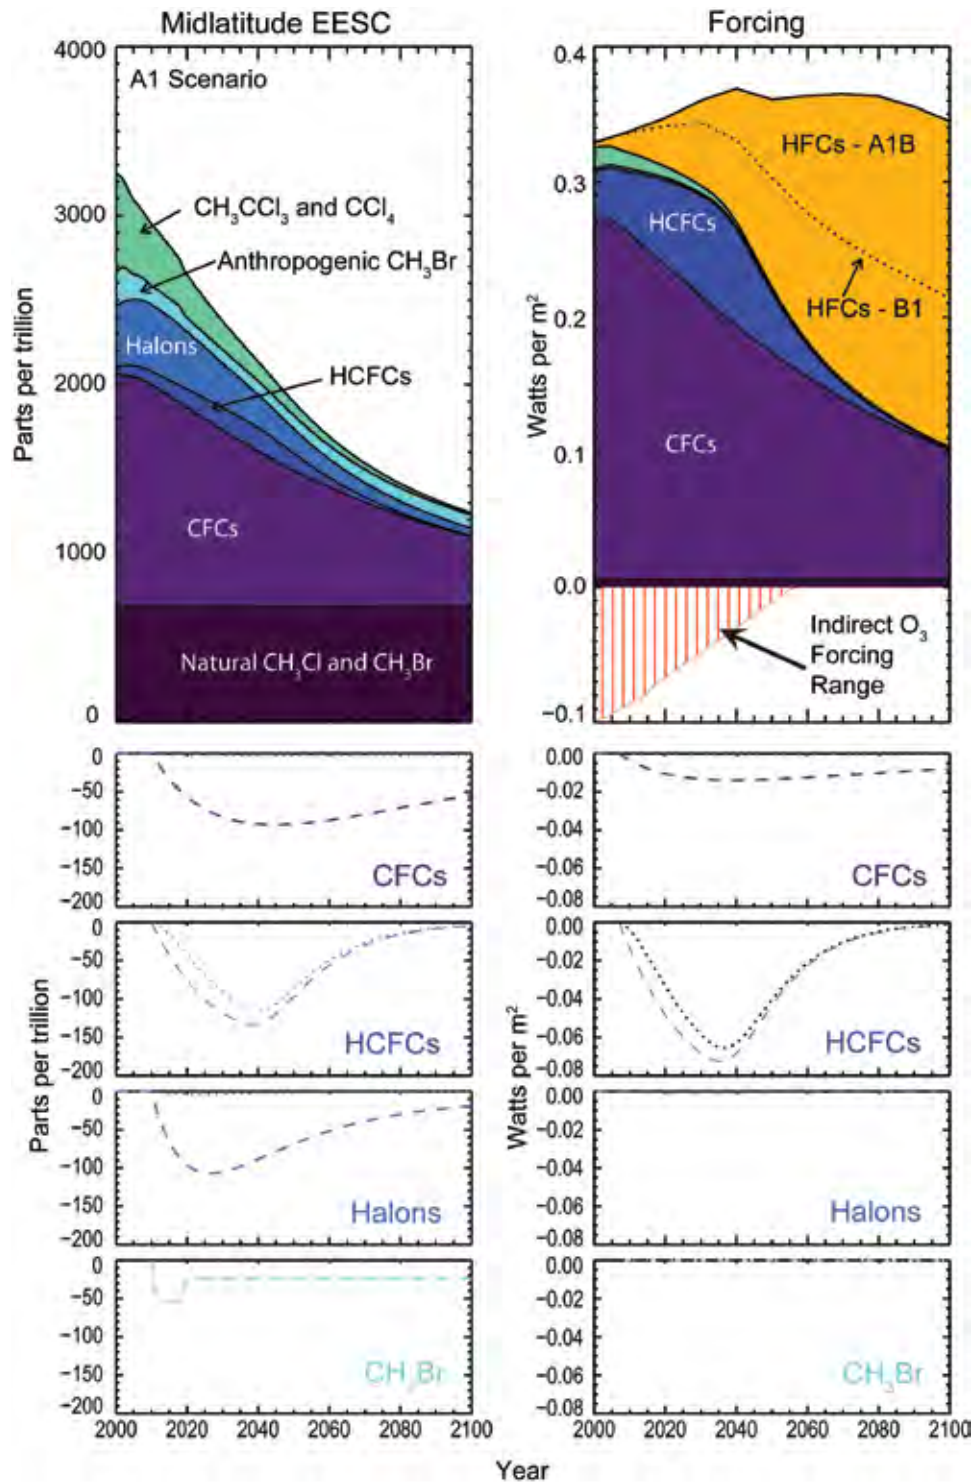 Midlatitude EESC
Forcing
4000
3000
2000
1000
0
Parts per trillion
A1 Scenario
CH₃CCl₃ and CCl₄
Anthropogenic CH₃Br
Halons
HCFCs
CFCs
Natural CH₃Cl and CH₃Br
0.4
0.3
0.2
0.1
0.0
−0.1
Watts per m²
HFCs - A1B
HCFCs
HFCs - B1
CFCs
Indirect O₃
Forcing
Range
0
−50
−100
−150
−200
CFCs
0.00
−0.02
−0.04
−0.06
−0.08
CFCs
Parts per trillion
0
−50
−100
−150
−200
HCFCs
Watts per m²
0.00
−0.02
−0.04
−0.06
−0.08
HCFCs
0
−50
−100
−150
−200
Halons
0.00
−0.02
−0.04
−0.06
−0.08
Halons
0
−50
−100
−150
−200
CH₃Br
0.00
−0.02
−0.04
−0.06
−0.08
CH₃Br
2000 2020 2040 2060 2080 2100
2000 2020 2040 2060 2080 2100
Year